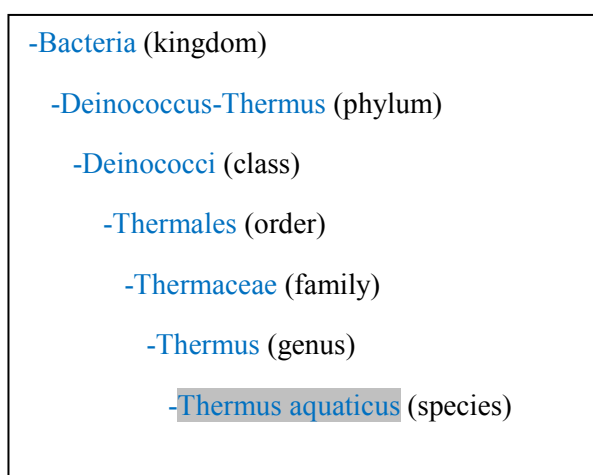 -Bacteria (kingdom)
-Deinococcus-Thermus (phylum)
-Deinococci (class)
-Thermales (order)
-Thermaceae (family)
-Thermus (genus)
-Thermus aquaticus (species)